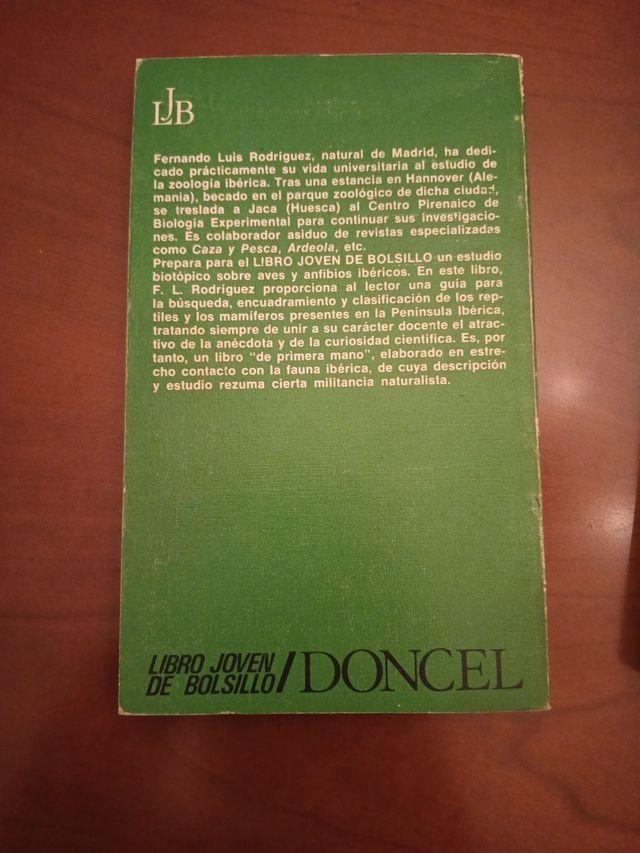 LJB
Fernando Luis Rodriguez, natural de Madrid, ha dedi-
cado prácticamente su vida universitaria al estudio de
la zoología ibérica. Tras una estancia en Hannover (Ale-
mania), becado en el parque zoológico de dicha ciudad,
se treslada a Jaca (Huesca) al Centro Pirenaico de
Biología Experimental para continuar sus investigacio-
nes. Es colaborador asiduo de revistas especializadas
como Caza y Pesca, Ardeola, etc.
Prepara para el LIBRO JOVEN DE BOLSILLO un estudio
biotópico sobre aves y anfibios ibéricos. En este libro,
F. L. Rodriguez proporciona al lector una guía para
la búsqueda, encuadramiento y clasificación de los rep-
tiles y los mamíferos presentes en la Península Ibérica,
tratando siempre de unir a su carácter docente el atrac-
tivo de la anécdota y de la curiosidad científica. Es, por
tanto, un libro "de primera mano", elaborado en estre-
cho contacto con la fauna ibérica, de cuya descripción
y estudio rezuma cierta militancia naturalista.
LIBRO JOVEN
DE BOLSILLO/DONCEL